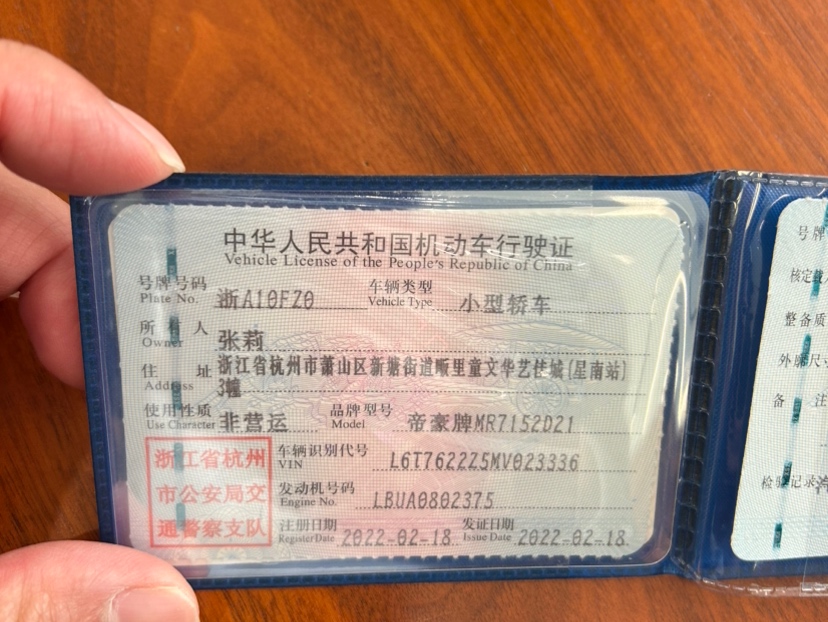 中华人民共和国机动车行驶证
Vehicle License of the People's Republic of China
号牌号码 浙A10FZ0 车辆类型 小型轿车
Plate No. Vehicle Type
所有人 张莉
Owner
住址 浙江省杭州市萧山区新塘街道畈里童文华艺佳城(星南站)
Address 3幢
使用性质 非营运 品牌型号 帝豪牌MR7152D21
Use Character Model
浙江省杭州
市公安局交
通警察支队
车辆识别代号 L6T7622Z5MV023336
VIN
发动机号码 LBUA0802375
Engine No.
注册日期 2022-02-18 发证日期 2022-02-18
Register Date Issue Date
号牌
核定载
整备质
外廓尺
备注
检验记录